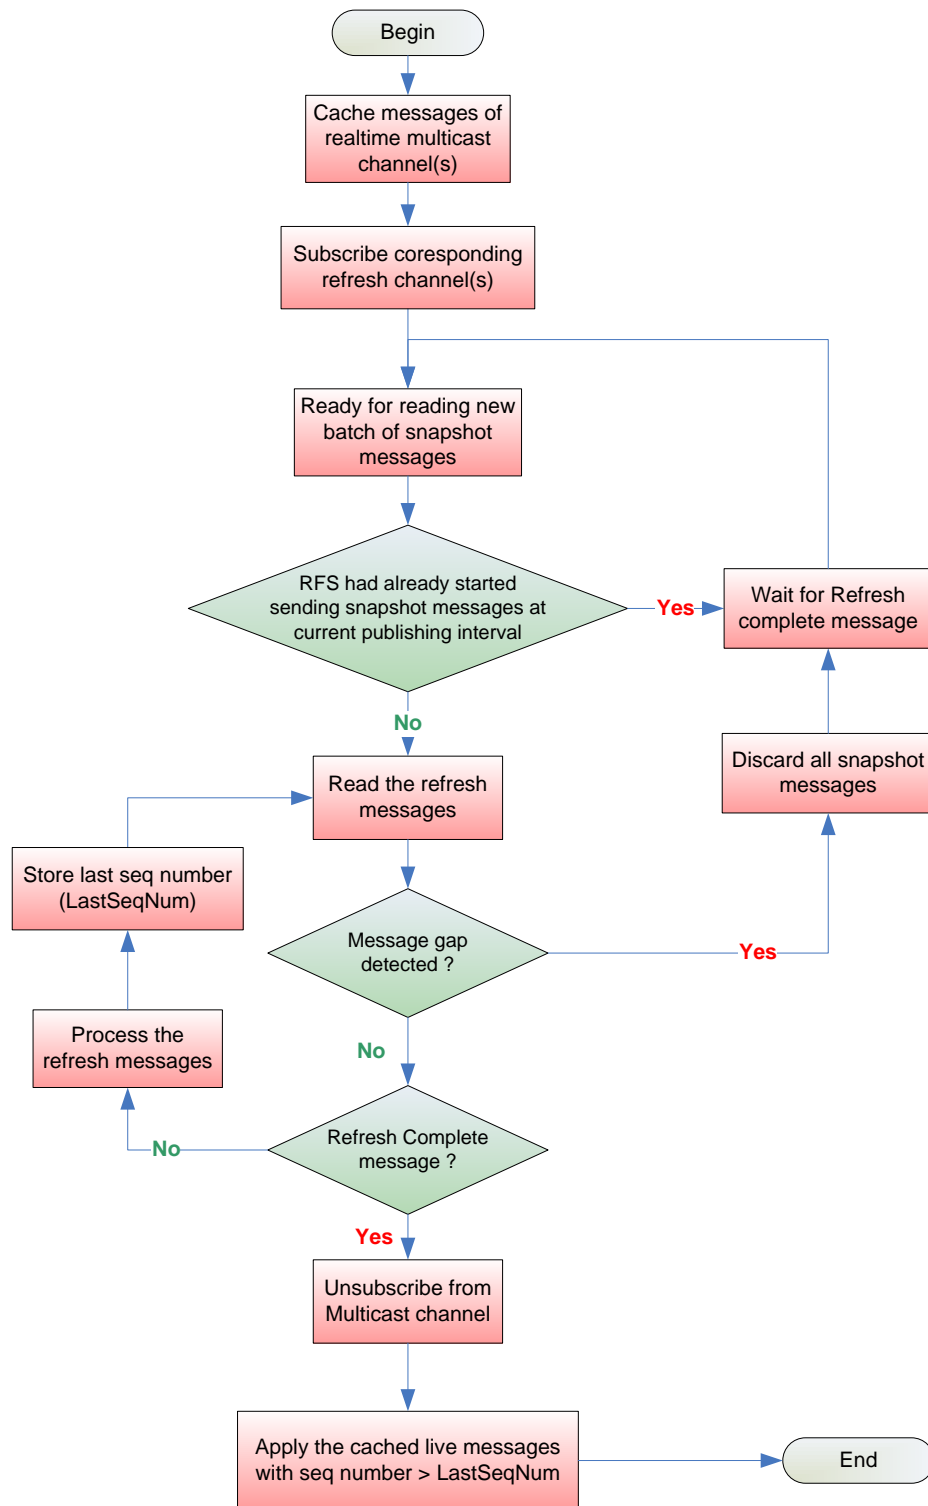 Begin
Cache messages of
realtime multicast
channel(s)
Subscribe coresponding
refresh channel(s)
Ready for reading new
batch of snapshot
messages
RFS had already started
sending snapshot messages at
current publishing interval
Yes
Wait for Refresh
complete message
No
Read the refresh
messages
Discard all snapshot
messages
Store last seq number
(LastSeqNum)
Message gap
detected ?
Yes
Process the
refresh messages
No
Refresh Complete
message ?
No
Yes
Unsubscribe from
Multicast channel
Apply the cached live messages
with seq number > LastSeqNum
End